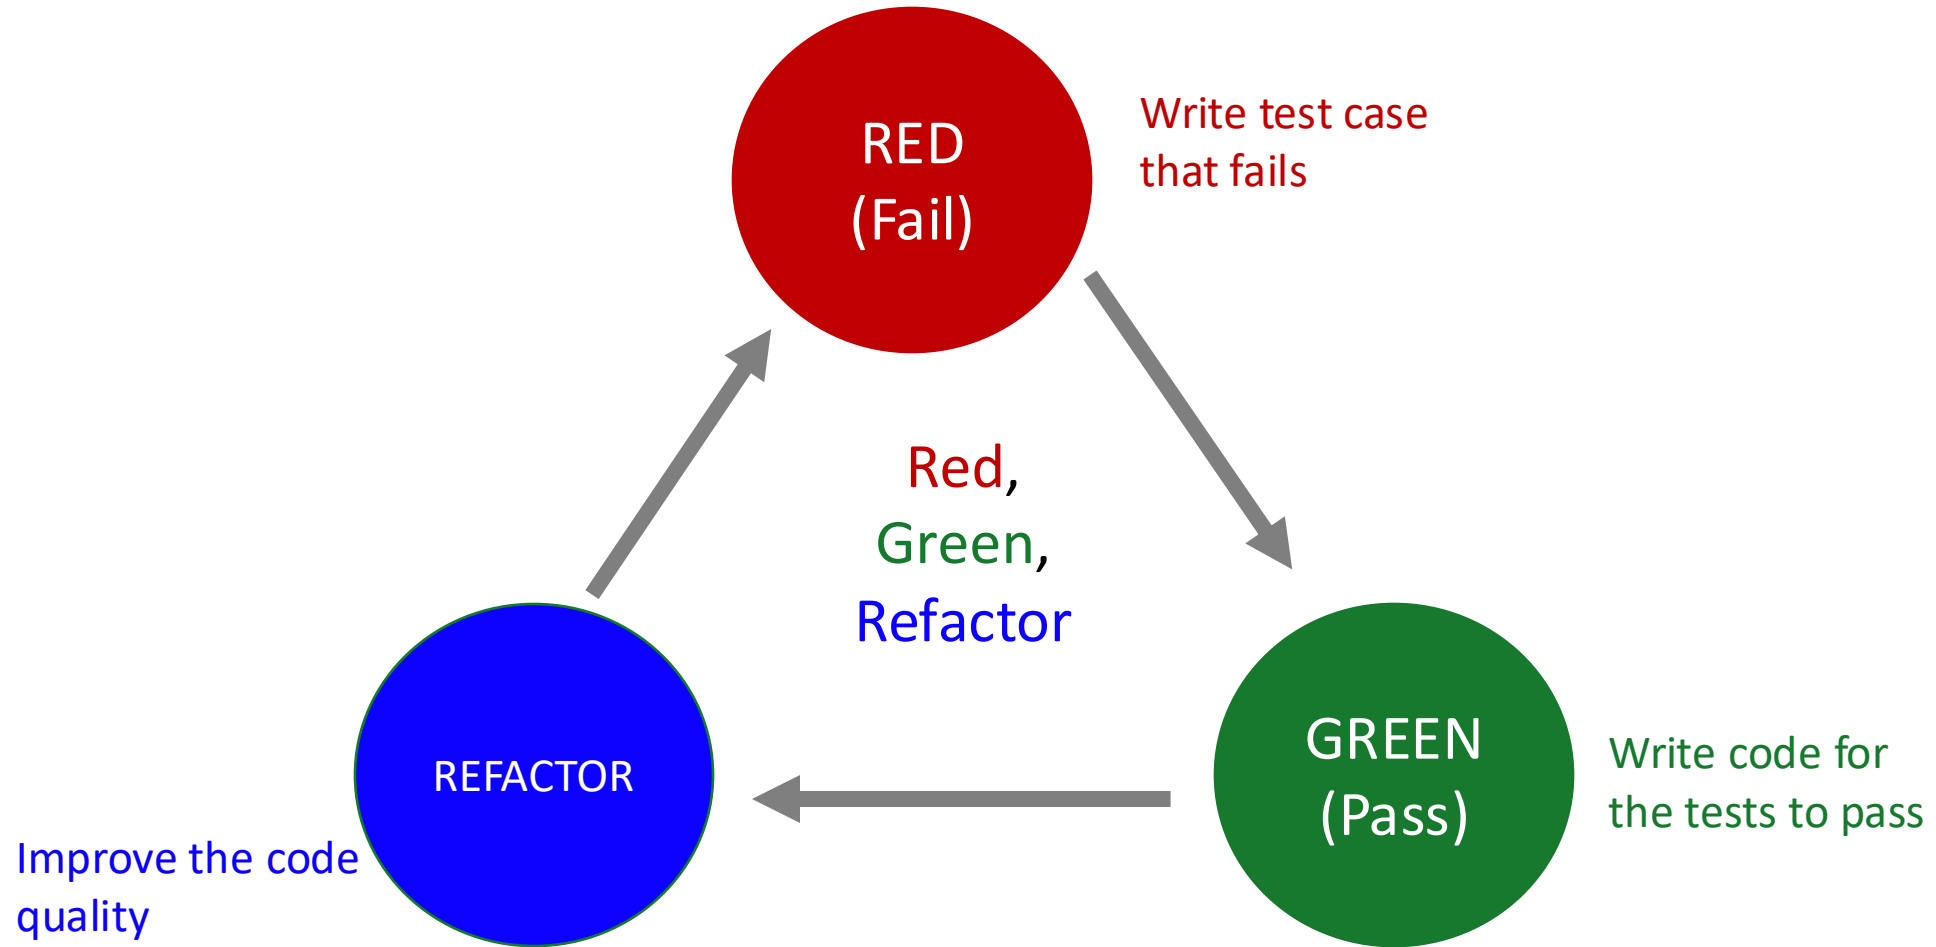 RED
(Fail)
Write test case
that fails
Red,
Green,
Refactor
REFACTOR
Improve the code
quality
GREEN
(Pass)
Write code for
the tests to pass